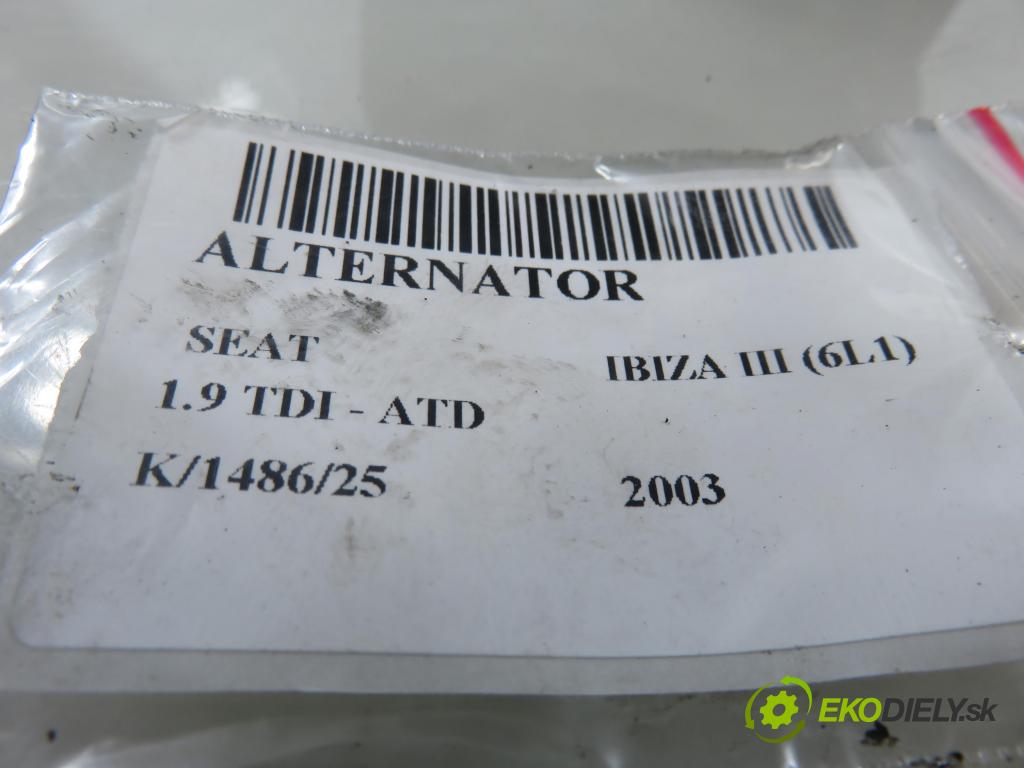 ALTERNATOR
SEAT IBIZA III (6L1)
1.9 TDI - ATD
K/1486/25 2003
EKODIELY.sk